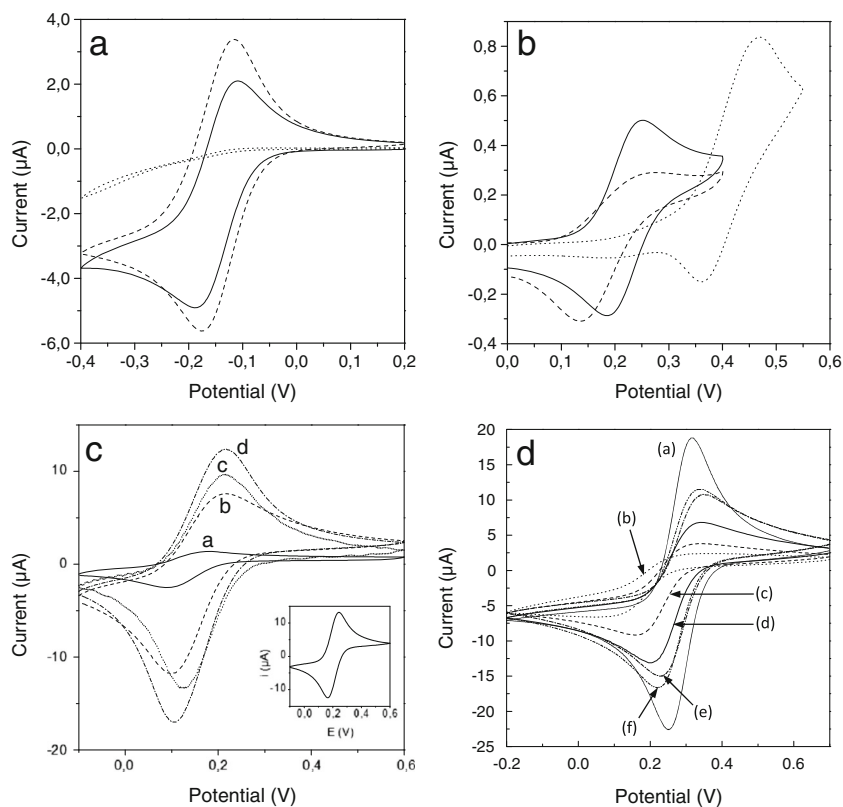 a
4,0
2,0
0,0
-2,0
-4,0
-6,0
Current (µA)
-0,4 -0,2 -0,1 0,0 0,1 0,2
Potential (V)
b
0,8
0,6
0,4
0,2
0,0
-0,2
-0,4
Current (µA)
0,0 0,1 0,2 0,3 0,4 0,5 0,6
Potential (V)
c
d
c
b
a
10
0
-10
-20
Current (µA)
0,0 0,2 0,4 0,6
Potential (V)
10
0
-10
i (µA)
0,0 0,2 0,4 0,6
E (V)
d
(a)
(b)
(c)
(d)
(e)
(f)
20
15
10
5
0
-5
-10
-15
-20
-25
Current (µA)
-0.2 0.0 0.2 0.4 0.6
Potential (V)